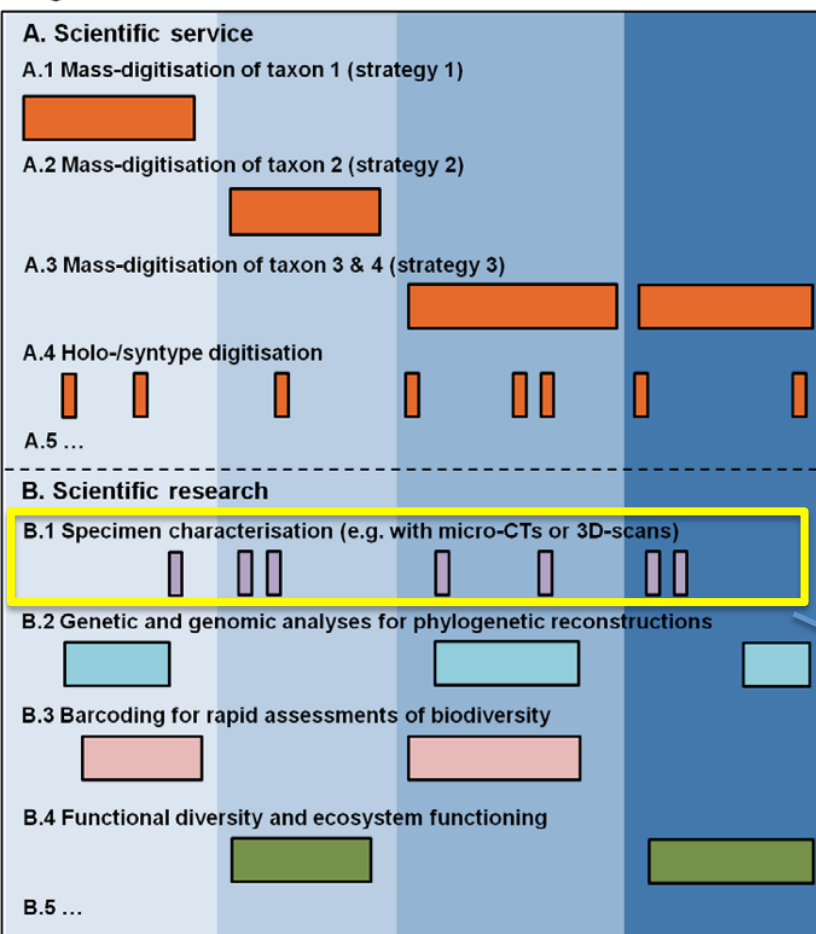 A. Scientific service
A.1 Mass-digitisation of taxon 1 (strategy 1)
A.2 Mass-digitisation of taxon 2 (strategy 2)
A.3 Mass-digitisation of taxon 3 & 4 (strategy 3)
A.4 Holo-/syntype digitisation
A.5 ...
B. Scientific research
B.1 Specimen characterisation (e.g. with micro-CTs or 3D-scans)
B.2 Genetic and genomic analyses for phylogenetic reconstructions
B.3 Barcoding for rapid assessments of biodiversity
B.4 Functional diversity and ecosystem functioning
B.5 ...